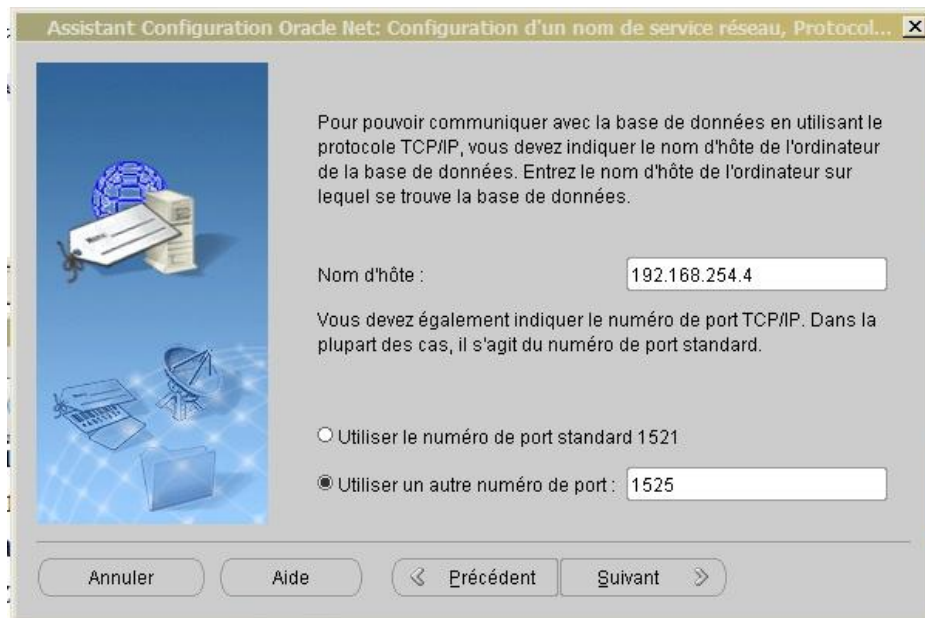 Assistant Configuration Oracle Net: Configuration d'un nom de service réseau, Protocol...
Pour pouvoir communiquer avec la base de données en utilisant le
protocole TCP/IP, vous devez indiquer le nom d'hôte de l'ordinateur
de la base de données. Entrez le nom d'hôte de l'ordinateur sur
lequel se trouve la base de données.
Nom d'hôte :
192.168.254.4
Vous devez également indiquer le numéro de port TCP/IP. Dans la
plupart des cas, il s'agit du numéro de port standard.
Utiliser le numéro de port standard 1521
Utiliser un autre numéro de port :
1525
Annuler
Aide
Précédent
Suivant